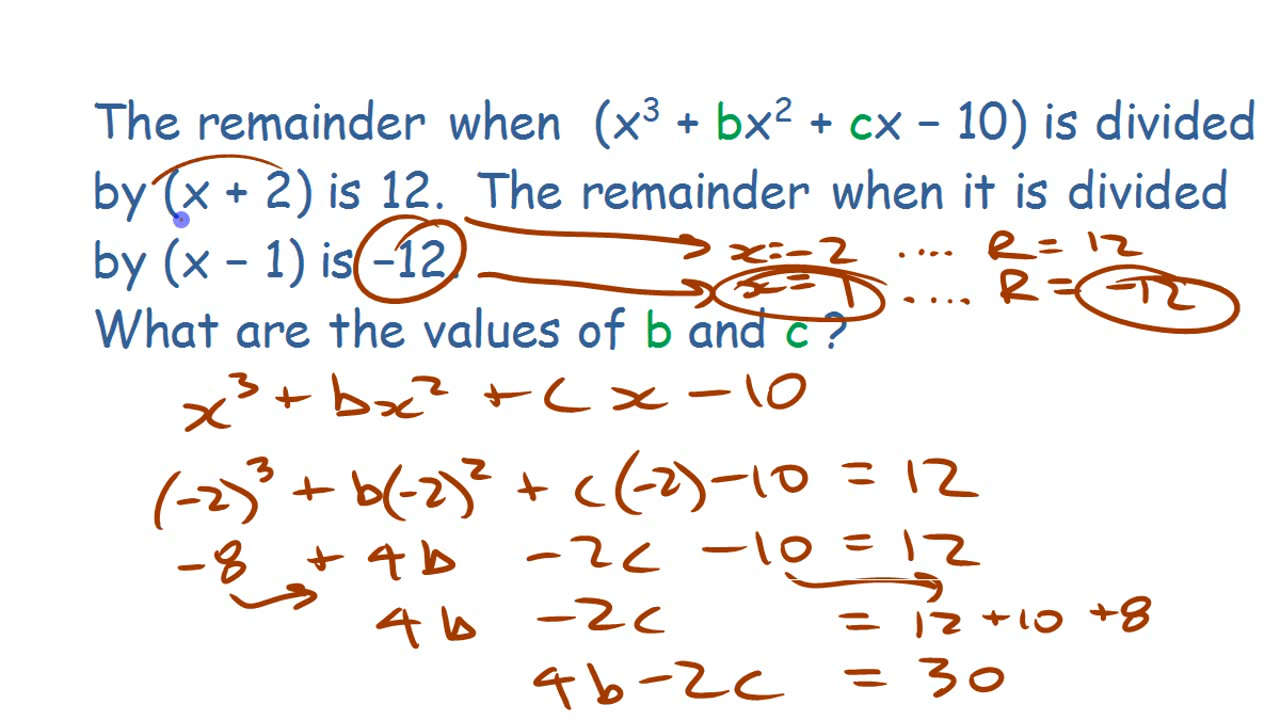 The remainder when (x³ + bx² + cx − 10) is divided
by (x + 2) is 12. The remainder when it is divided
by (x − 1) is −12.
x=−2 .... R = 12
x = 1 .... R = −12
What are the values of b and c ?
x³ + bx² + c x − 10
(−2)³ + b(−2)² + c(−2) −10 = 12
−8 + 4b −2c −10 = 12
4b −2c = 12 +10 +8
4b −2c = 30